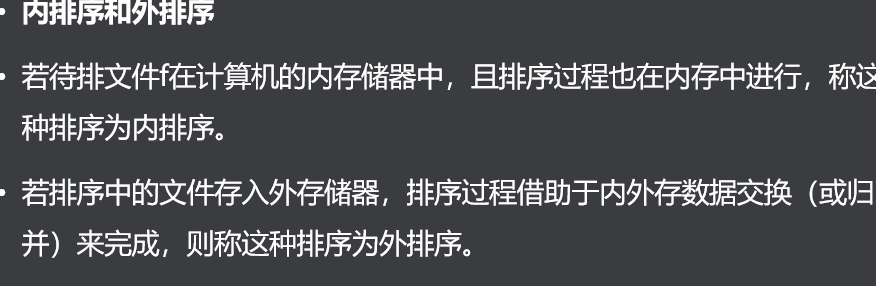 • 内排序和外排序
• 若待排文件f在计算机的内存储器中，且排序过程也在内存中进行，称这
种排序为内排序。
• 若排序中的文件存入外存储器，排序过程借助于内外存数据交换（或归
并）来完成，则称这种排序为外排序。